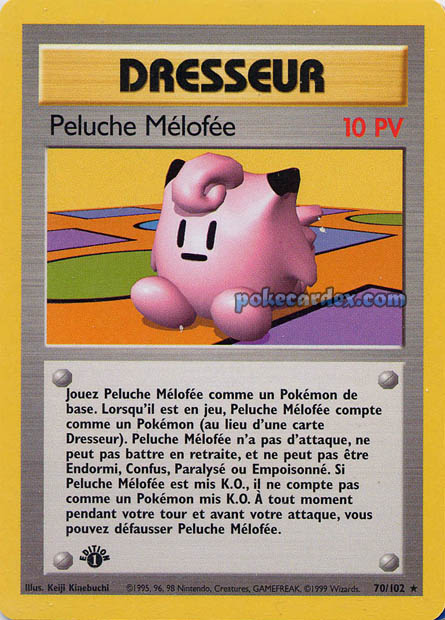 DRESSEUR
Peluche Mélofée 10 PV
pokecardex.com
Jouez Peluche Mélofée comme un Pokémon de
base. Lorsqu'il est en jeu, Peluche Mélofée compte
comme un Pokémon (au lieu d'une carte
Dresseur). Peluche Mélofée n'a pas d'attaque, ne
peut pas battre en retraite, et ne peut pas être
Endormi, Confus, Paralysé ou Empoisonné. Si
Peluche Mélofée est mis K.O., il ne compte pas
comme un Pokémon mis K.O. À tout moment
pendant votre tour et avant votre attaque, vous
pouvez défausser Peluche Mélofée.
EDITION
1
Illus. Keiji Kinebuchi ©1995, 96, 98 Nintendo, Creatures, GAMEFREAK. ©1999 Wizards. 70/102 ★